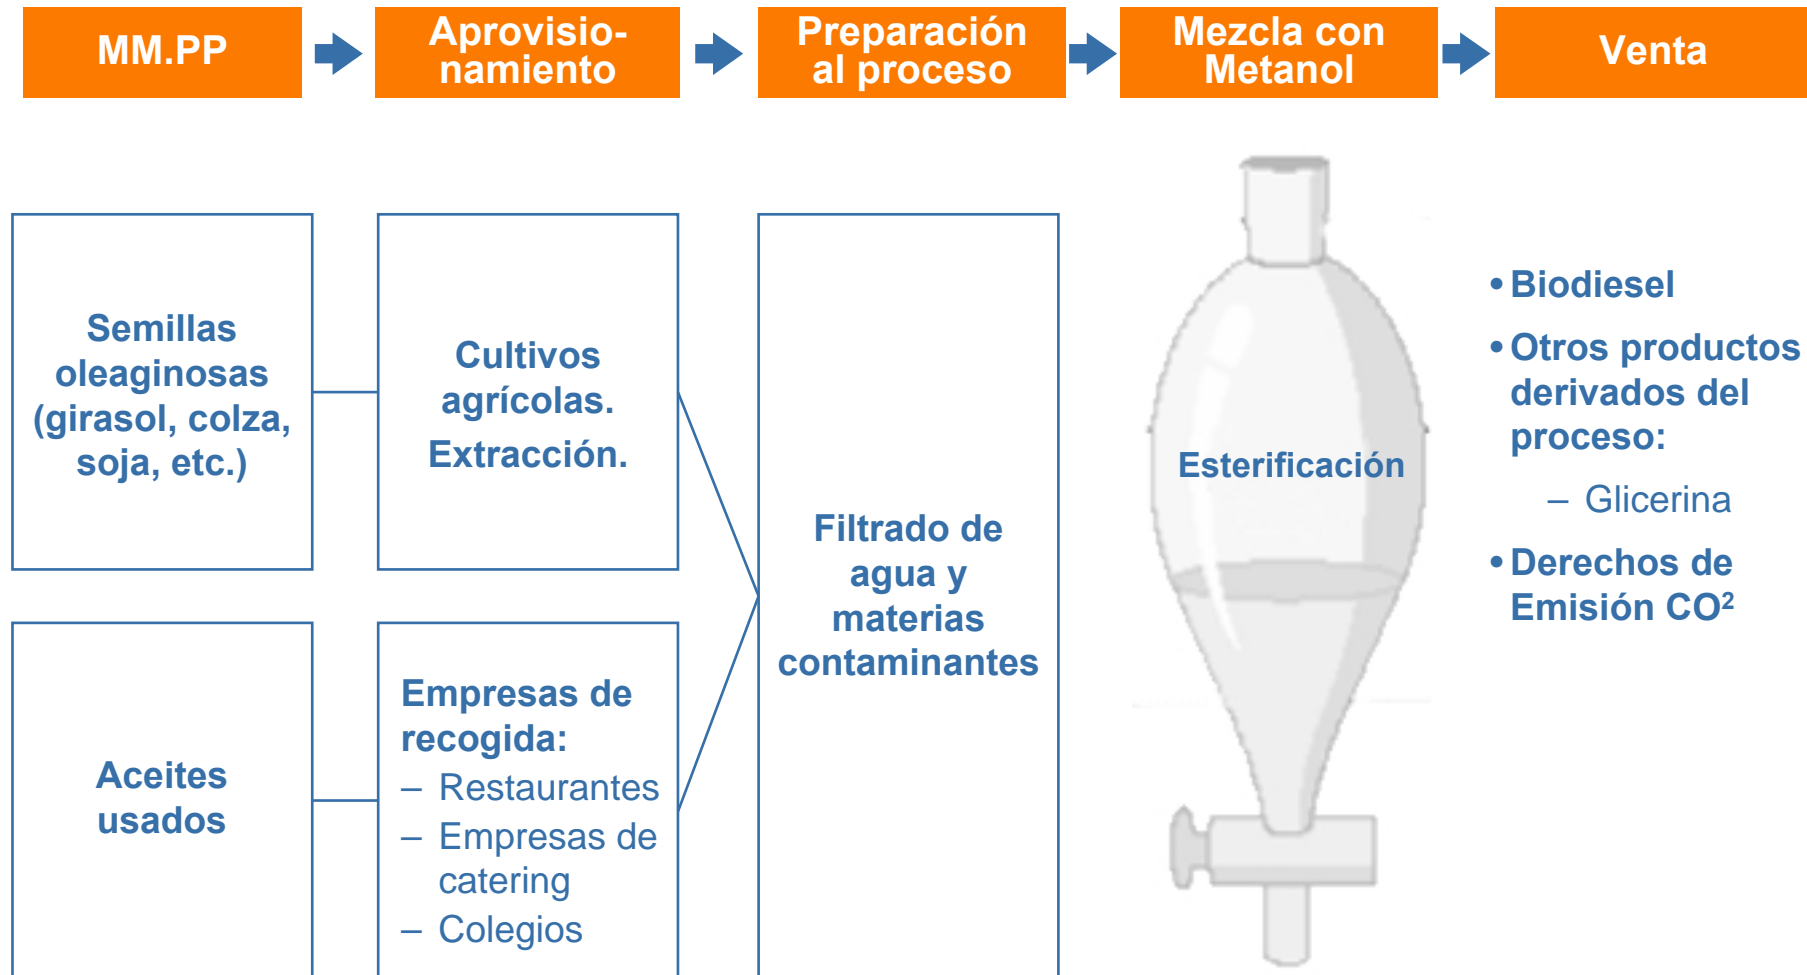 MM.PP
Aprovisio-
namiento
Preparación
al proceso
Mezcla con
Metanol
Venta
Semillas
oleaginosas
(girasol, colza,
soja, etc.)
Cultivos
agrícolas.
Extracción.
Aceites
usados
Empresas de
recogida:
– Restaurantes
– Empresas de
catering
– Colegios
Filtrado de
agua y
materias
contaminantes
Esterificación
• Biodiesel
• Otros productos
derivados del
proceso:
– Glicerina
• Derechos de
Emisión CO²